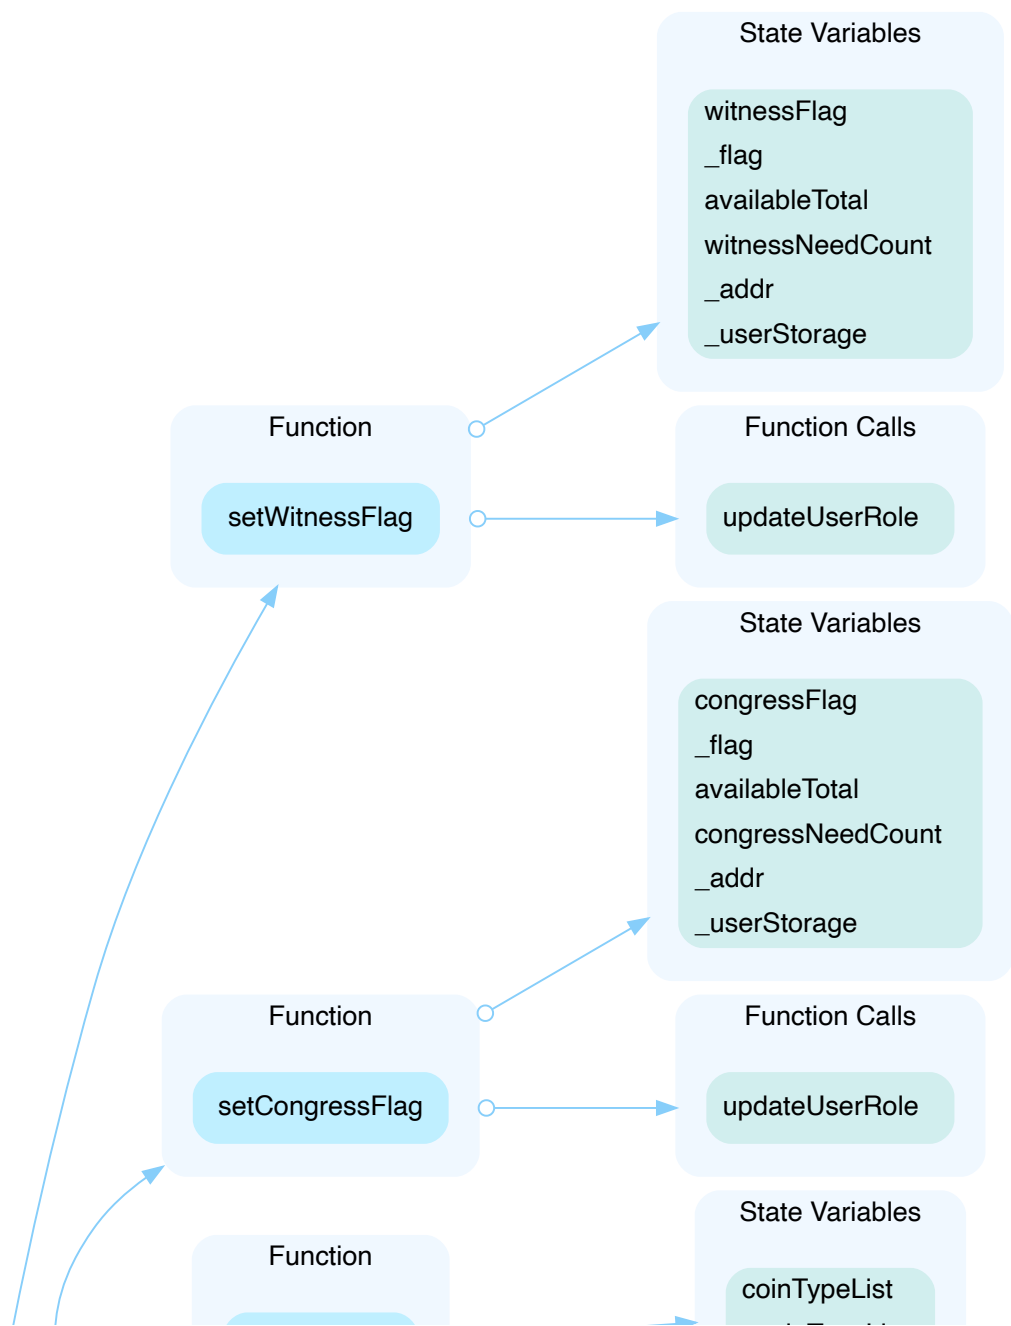 State Variables
witnessFlag
_flag
availableTotal
witnessNeedCount
_addr
_userStorage
Function
setWitnessFlag
Function Calls
updateUserRole
State Variables
congressFlag
_flag
availableTotal
congressNeedCount
_addr
_userStorage
Function
setCongressFlag
Function Calls
updateUserRole
State Variables
coinTypeList
Function